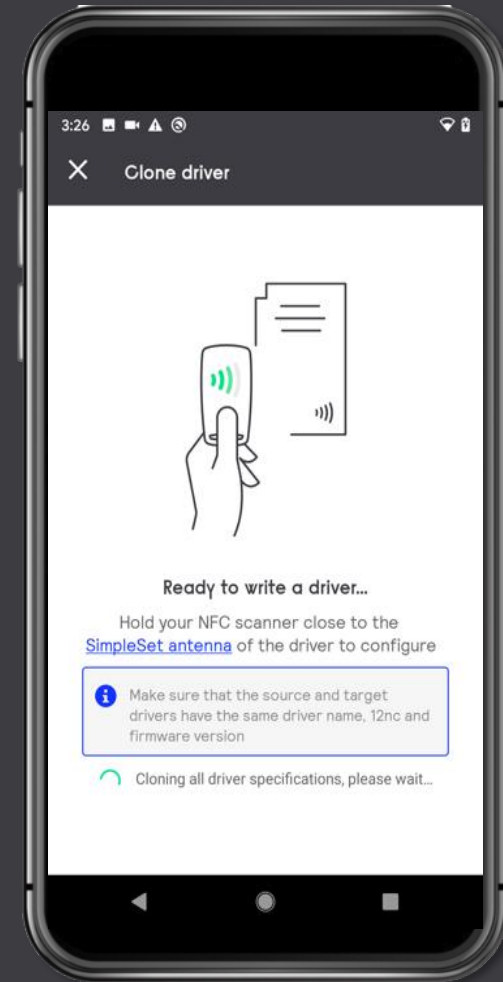 3:26
Clone driver
Ready to write a driver...
Hold your NFC scanner close to the
SimpleSet antenna of the driver to configure
Make sure that the source and target
drivers have the same driver name, 12nc and
firmware version
Cloning all driver specifications, please wait...